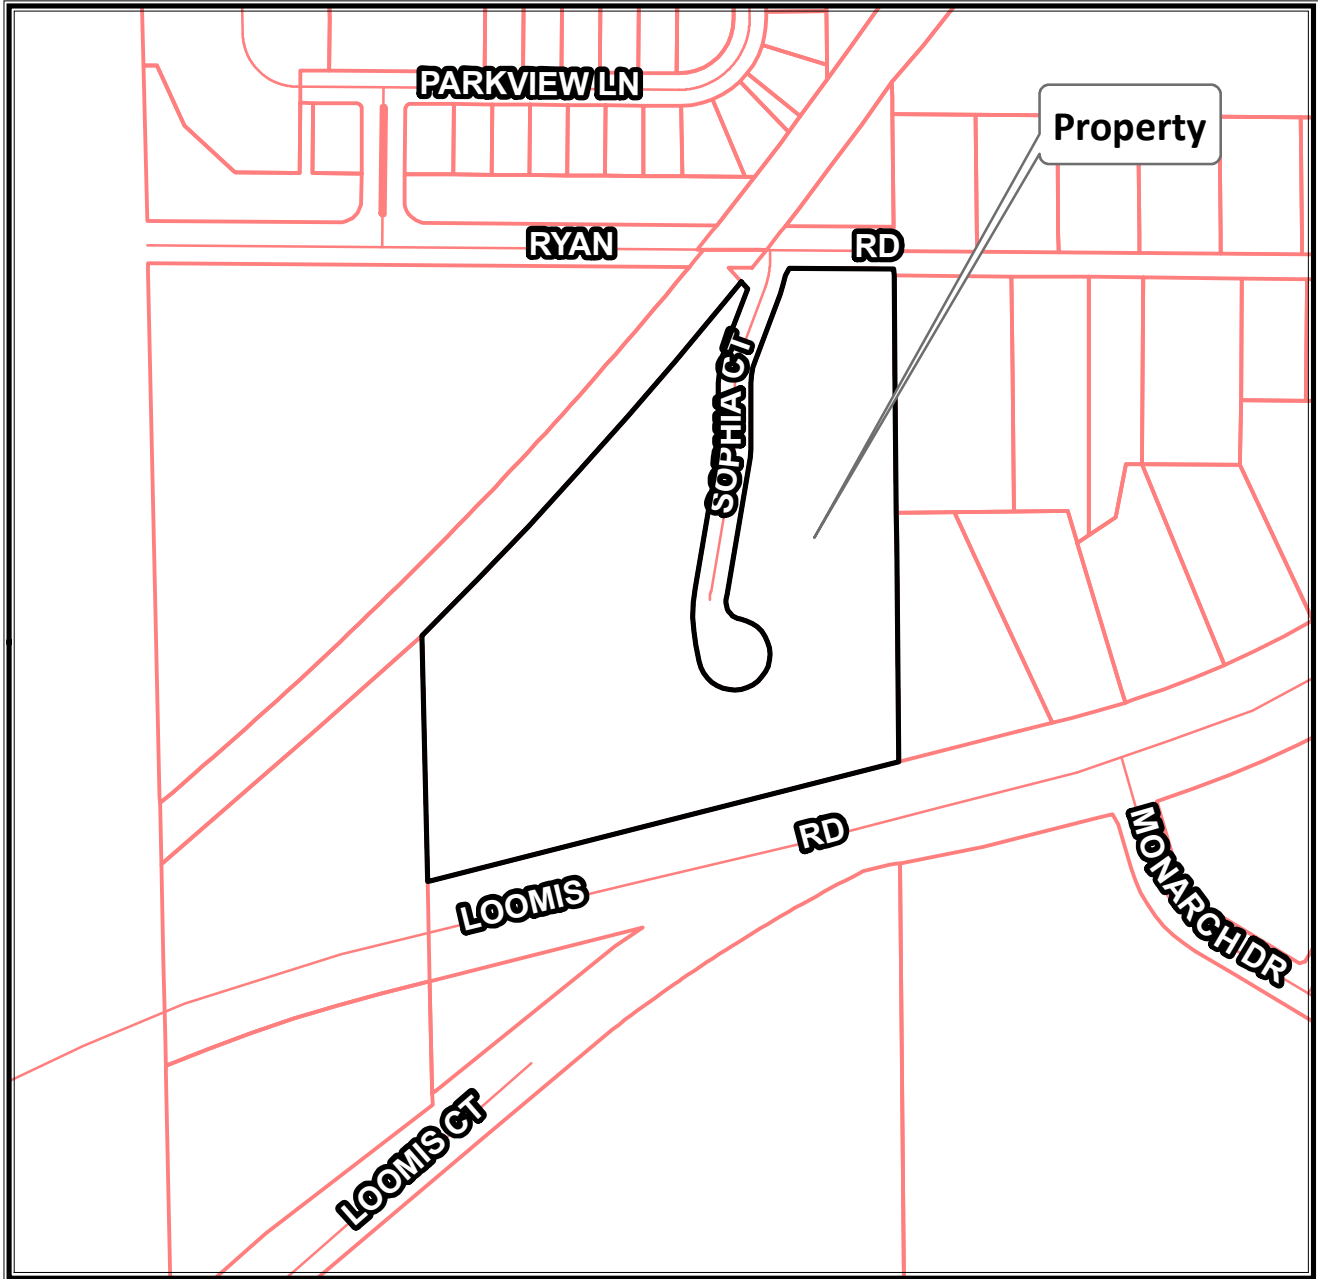 PARKVIEW LN
Property
RYAN RD
SOPHIA CT
LOOMIS RD
MONARCH DR
LOOMIS CT